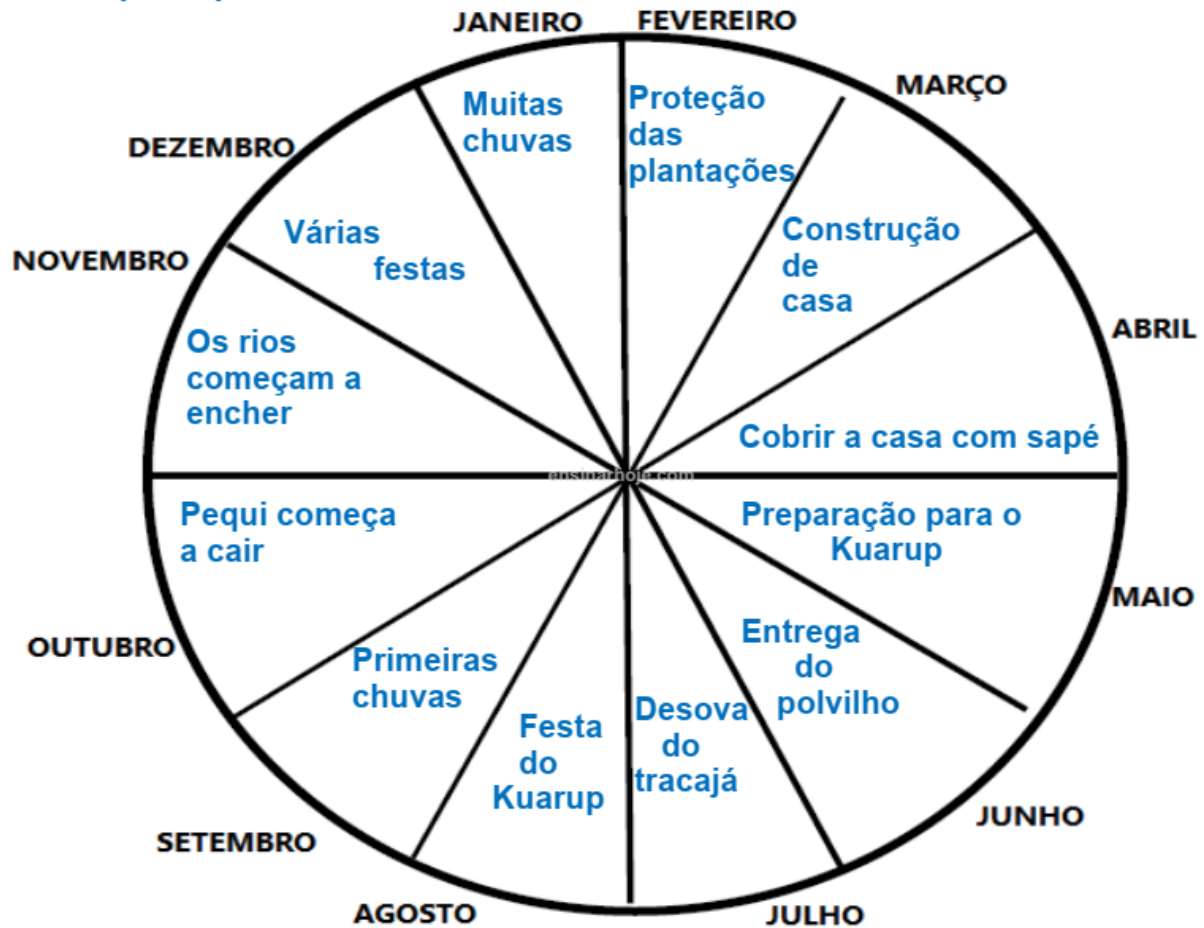 JANEIRO
FEVEREIRO
MARÇO
ABRIL
MAIO
JUNHO
JULHO
AGOSTO
SETEMBRO
OUTUBRO
NOVEMBRO
DEZEMBRO
Muitas
chuvas
Proteção
das
plantações
Construção
de
casa
Cobrir a casa com sapé
Preparação para o
Kuarup
Entrega
do
polvilho
Desova
do
tracajá
Festa
do
Kuarup
Primeiras
chuvas
Pequi começa
a cair
Os rios
começam a
encher
Várias
festas
ensinarhoje.com